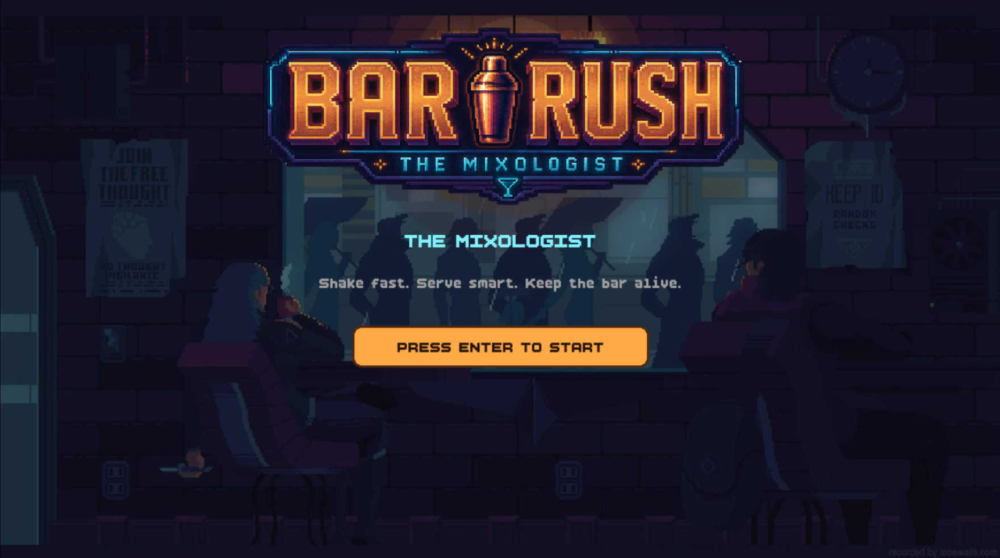 BAR RUSH
THE MIXOLOGIST
JOIN
THE FREE
THOUGHT
NO THOUGHT
VIGILANCE
KEEP ID
RANDOM
CHECKS
THE MIXOLOGIST
Shake fast. Serve smart. Keep the bar alive.
PRESS ENTER TO START
recorded by moewalls.com